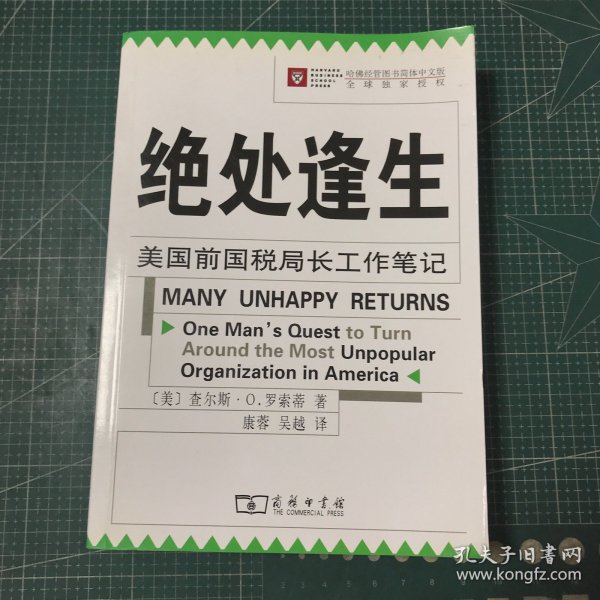 HARVARD
BUSINESS
SCHOOL
PRESS
哈佛经管图书简体中文版
全球独家授权
绝处逢生
美国前国税局长工作笔记
MANY UNHAPPY RETURNS
One Man's Quest to Turn
Around the Most Unpopular
Organization in America
〔美〕查尔斯·O.罗索蒂 著
康蓉 吴越 译
商务印书馆
THE COMMERCIAL PRESS
孔夫子旧书网
www.kongfz.com